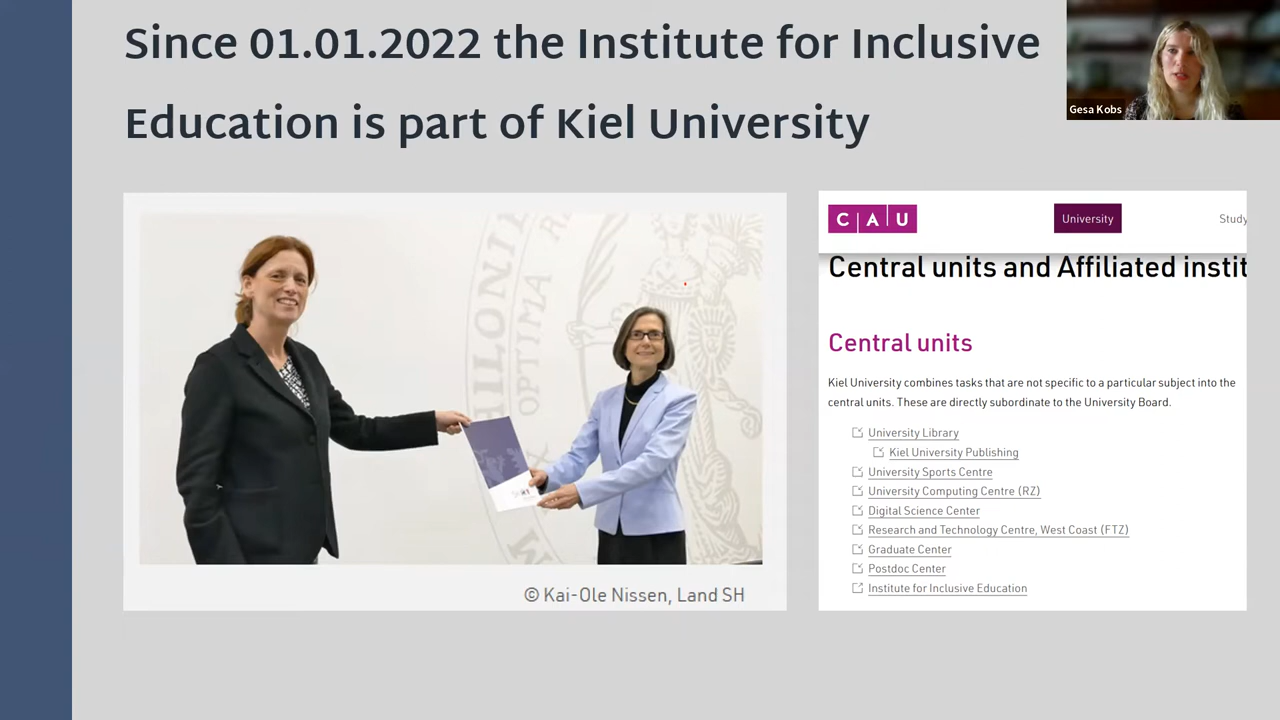 Since 01.01.2022 the Institute for Inclusive
Education is part of Kiel University
Gesa Kobs
PHILONI
OPTIMA
© Kai-Ole Nissen, Land SH
CAU
University
Study
Central units and Affiliated instit
Central units
Kiel University combines tasks that are not specific to a particular subject into the
central units. These are directly subordinate to the University Board.
University Library
Kiel University Publishing
University Sports Centre
University Computing Centre (RZ)
Digital Science Center
Research and Technology Centre, West Coast (FTZ)
Graduate Center
Postdoc Center
Institute for Inclusive Education